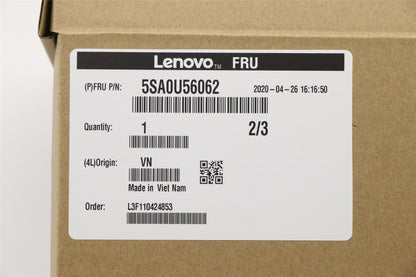 Lenovo™ FRU
(P)FRU P/N: 5SA0U56062 2020-04-26 16:16:50
Quantity: 1 2/3
(4L)Origin: VN
Made in Viet Nam
Order: L3F110424853